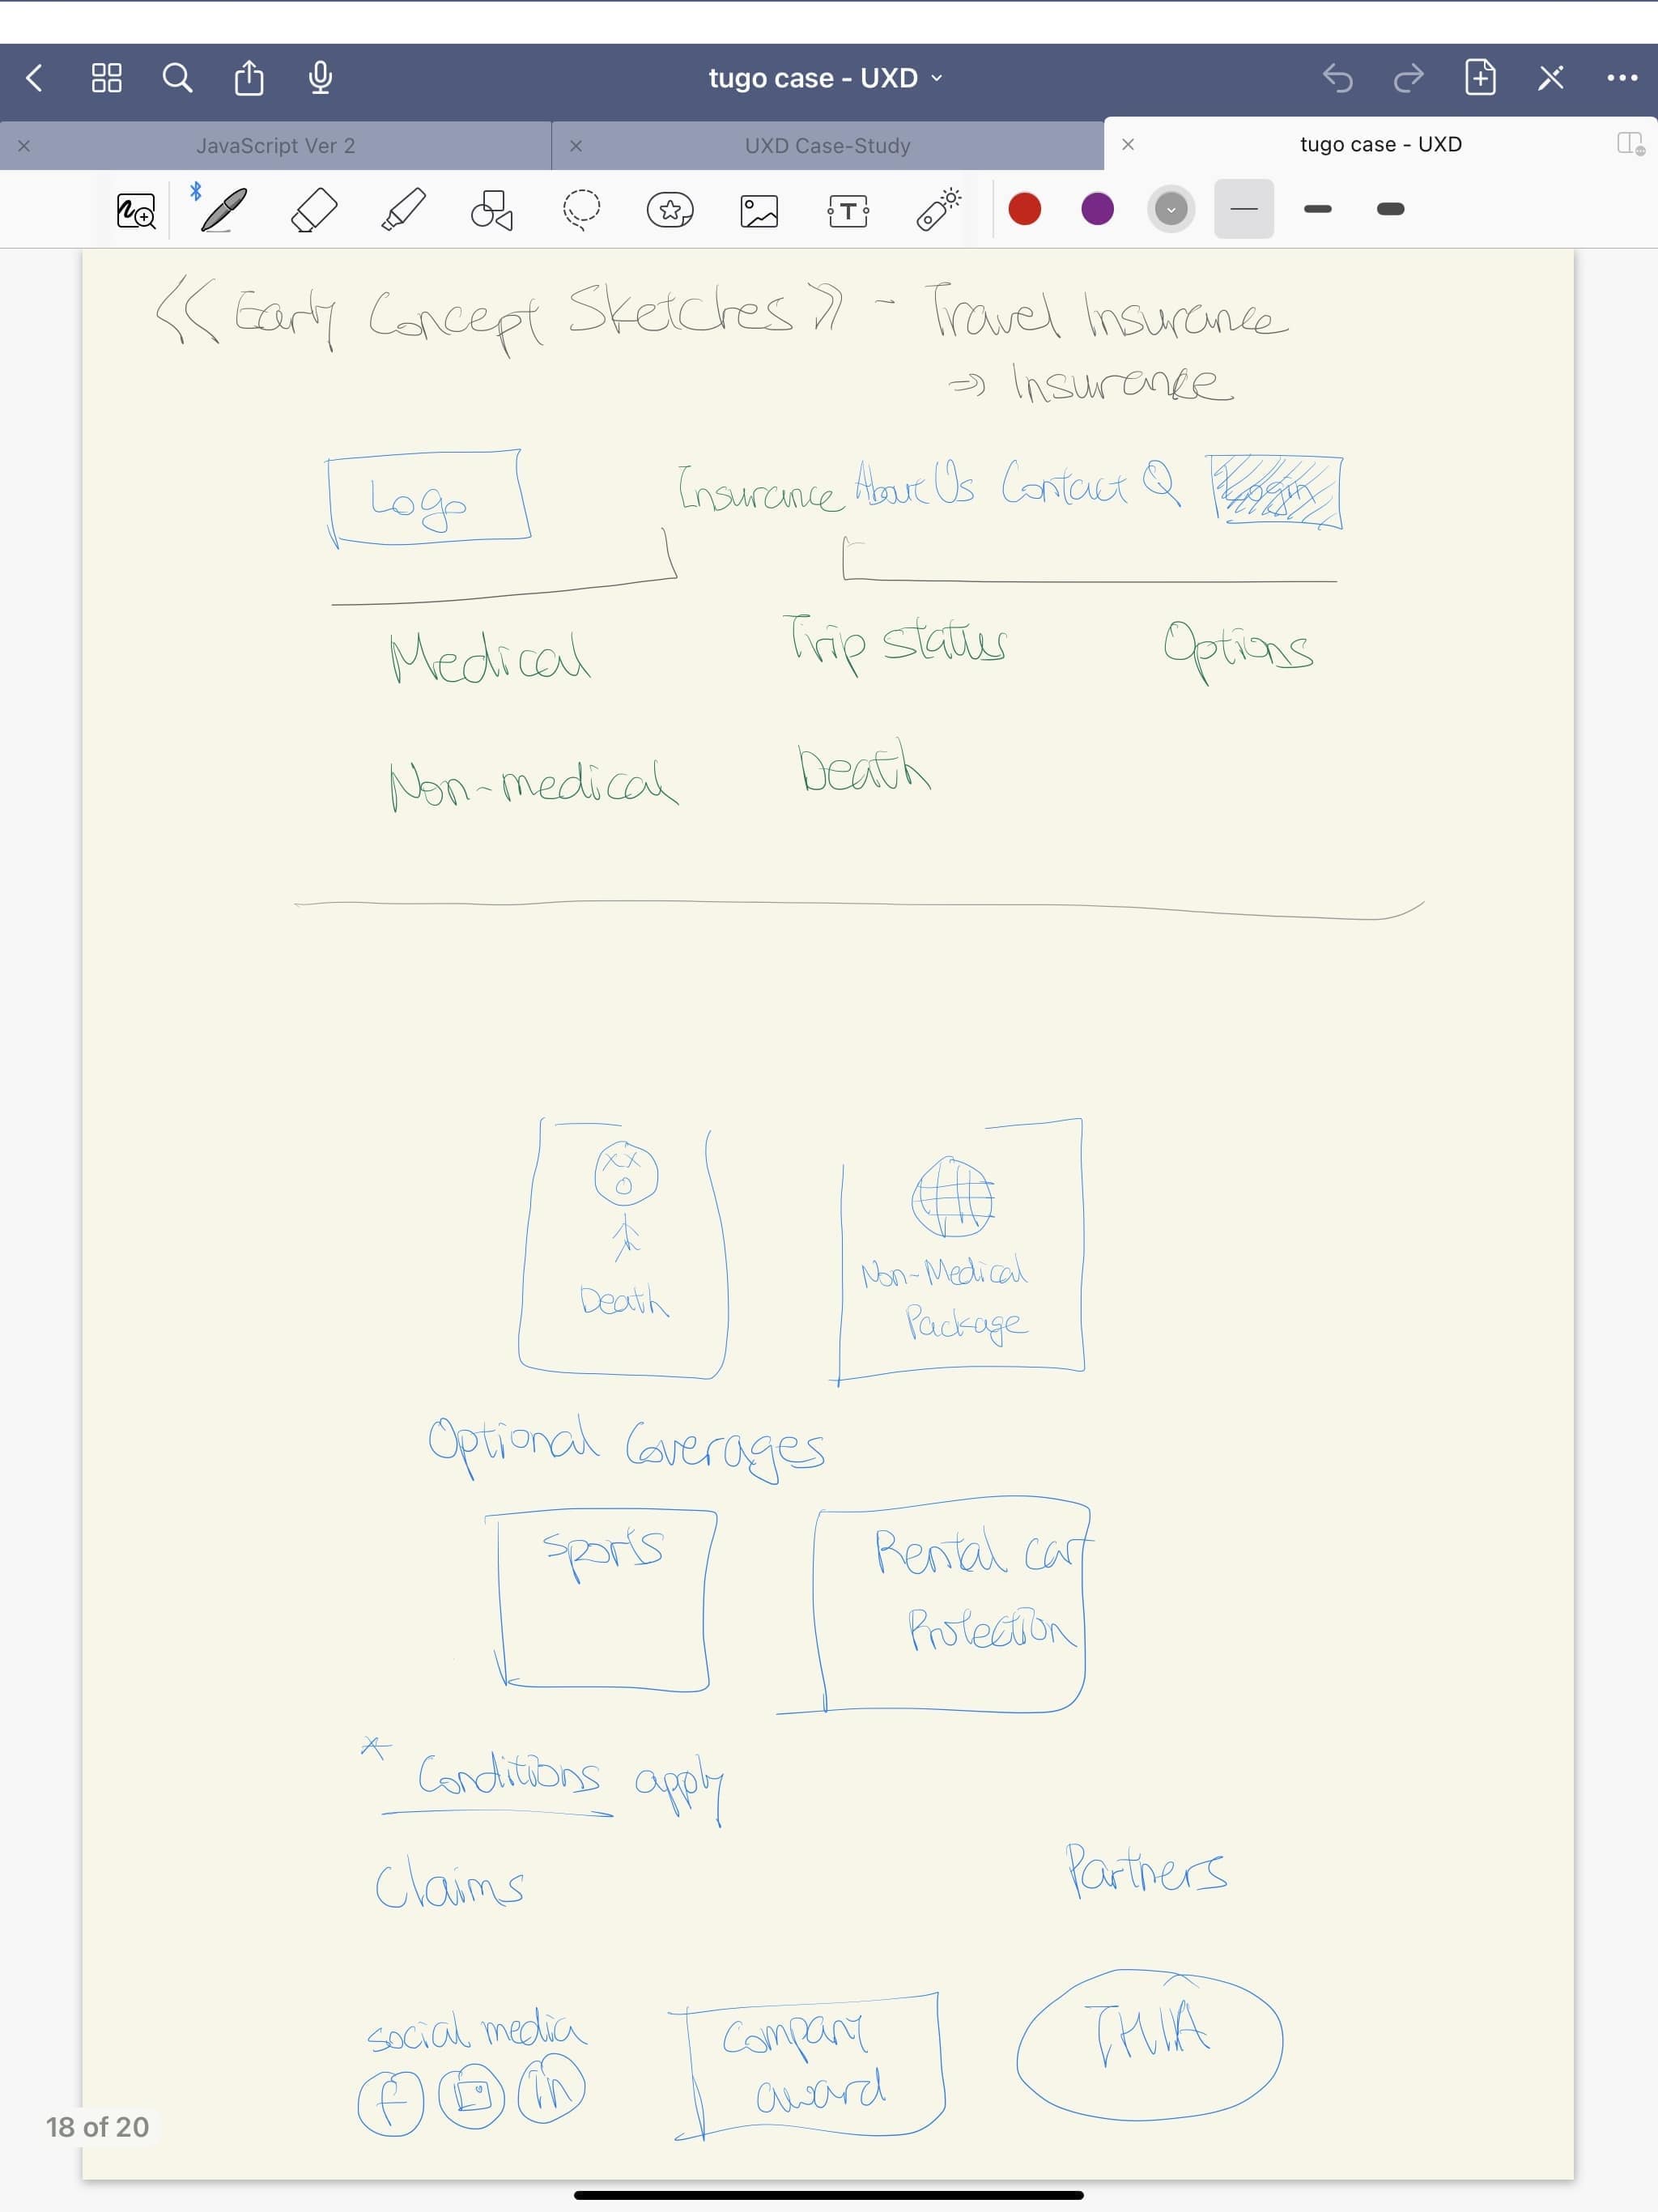 tugo case - UXD
JavaScript Ver 2
UXD Case-Study
tugo case - UXD
T
<< Early Concept Sketches >> - Travel Insurance
=> Insurance
Logo
Insurance About Us Contact Login
Medical Trip status Options
Non-medical Death
Death
Non-Medical
Package
Optional Coverages
Sports
Rental car
Protection
* Conditions apply
Claims
Partners
social media
f in
Company
award
THIA
18 of 20